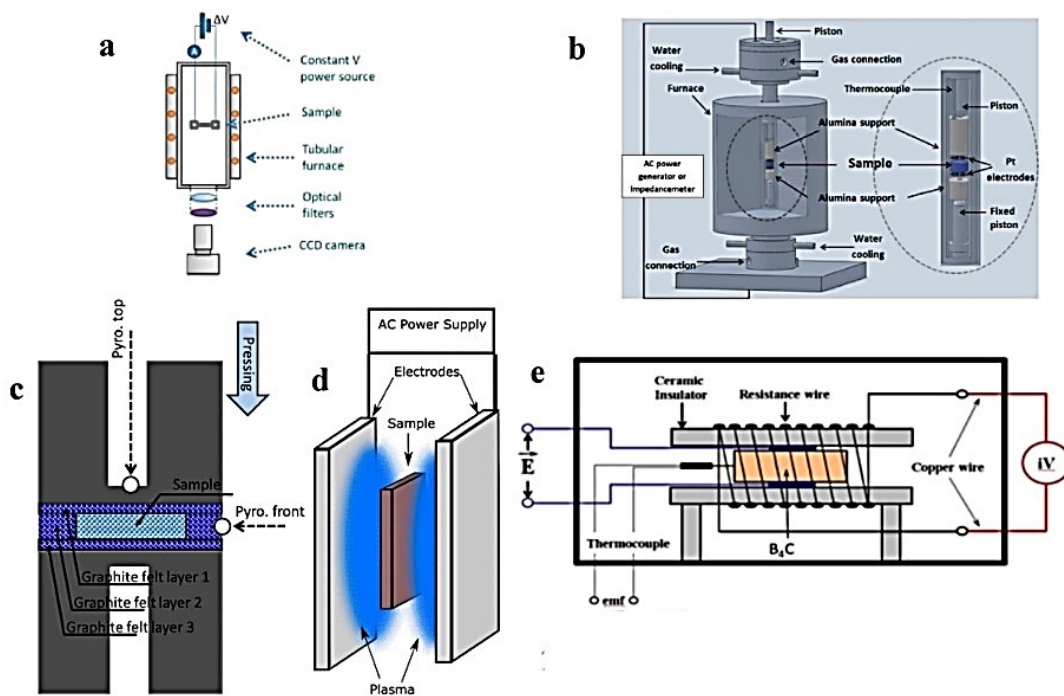 a
ΔV
A
Constant V
power source
Sample
Tubular
furnace
Optical
filters
CCD camera
b
Piston
Water
cooling
Gas connection
Furnace
Thermocouple
Piston
Alumina support
AC power
generator or
Impedancemeter
Sample
Pt
electrodes
Alumina support
Fixed
piston
Gas
connection
Water
cooling
c
Pyro. top
Pressing
Sample
Pyro. front
Graphite felt layer 1
Graphite felt layer 2
Graphite felt layer 3
d
AC Power Supply
Electrodes
Sample
Plasma
e
Ceramic
Insulator
Resistance wire
E
Copper wire
iV
Thermocouple
B₄C
emf